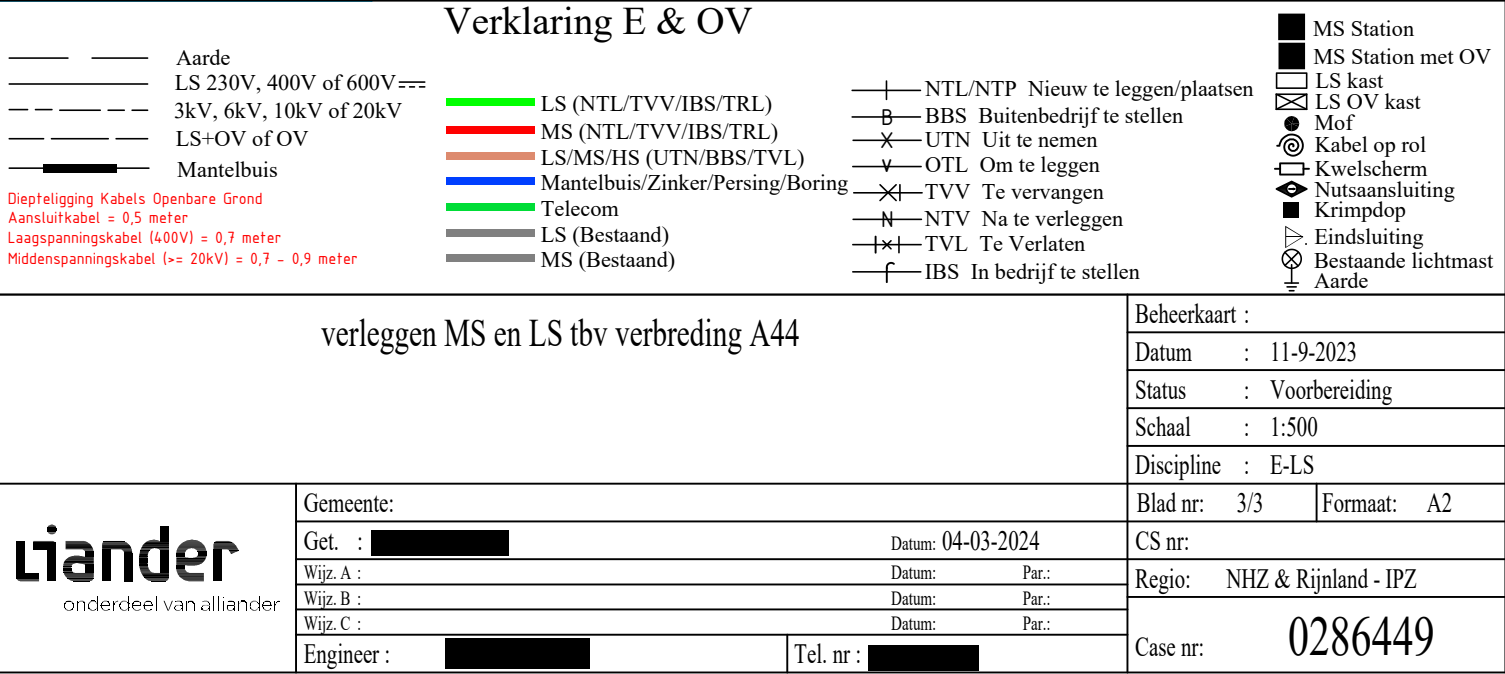 Verklaring E & OV
Aarde
LS 230V, 400V of 600V
3kV, 6kV, 10kV of 20kV
LS+OV of OV
Mantelbuis
Diepteligging Kabels Openbare Grond
Aansluitkabel = 0,5 meter
Laagspanningskabel (400V) = 0,7 meter
Middenspanningskabel (>= 20kV) = 0,7 - 0,9 meter
LS (NTL/TVV/IBS/TRL)
MS (NTL/TVV/IBS/TRL)
LS/MS/HS (UTN/BBS/TVL)
Mantelbuis/Zinker/Persing/Boring
Telecom
LS (Bestaand)
MS (Bestaand)
NTL/NTP Nieuw te leggen/plaatsen
B BBS Buitenbedrijf te stellen
UTN Uit te nemen
OTL Om te leggen
TVV Te vervangen
N NTV Na te verleggen
TVL Te Verlaten
IBS In bedrijf te stellen
MS Station
MS Station met OV
LS kast
LS OV kast
Mof
Kabel op rol
Kwelscherm
Nutsaansluiting
Krimpdop
Eindsluiting
Bestaande lichtmast
Aarde
verleggen MS en LS tbv verbreding A44
Beheerkaart :
Datum : 11-9-2023
Status : Voorbereiding
Schaal : 1:500
Discipline : E-LS
Blad nr: 3/3 Formaat: A2
CS nr:
Regio: NHZ & Rijnland - IPZ
Case nr: 0286449
Liander
onderdeel van alliander
Gemeente:
Get. : Datum: 04-03-2024
Wijz. A : Datum: Par.:
Wijz. B : Datum: Par.:
Wijz. C : Datum: Par.:
Engineer : Tel. nr :